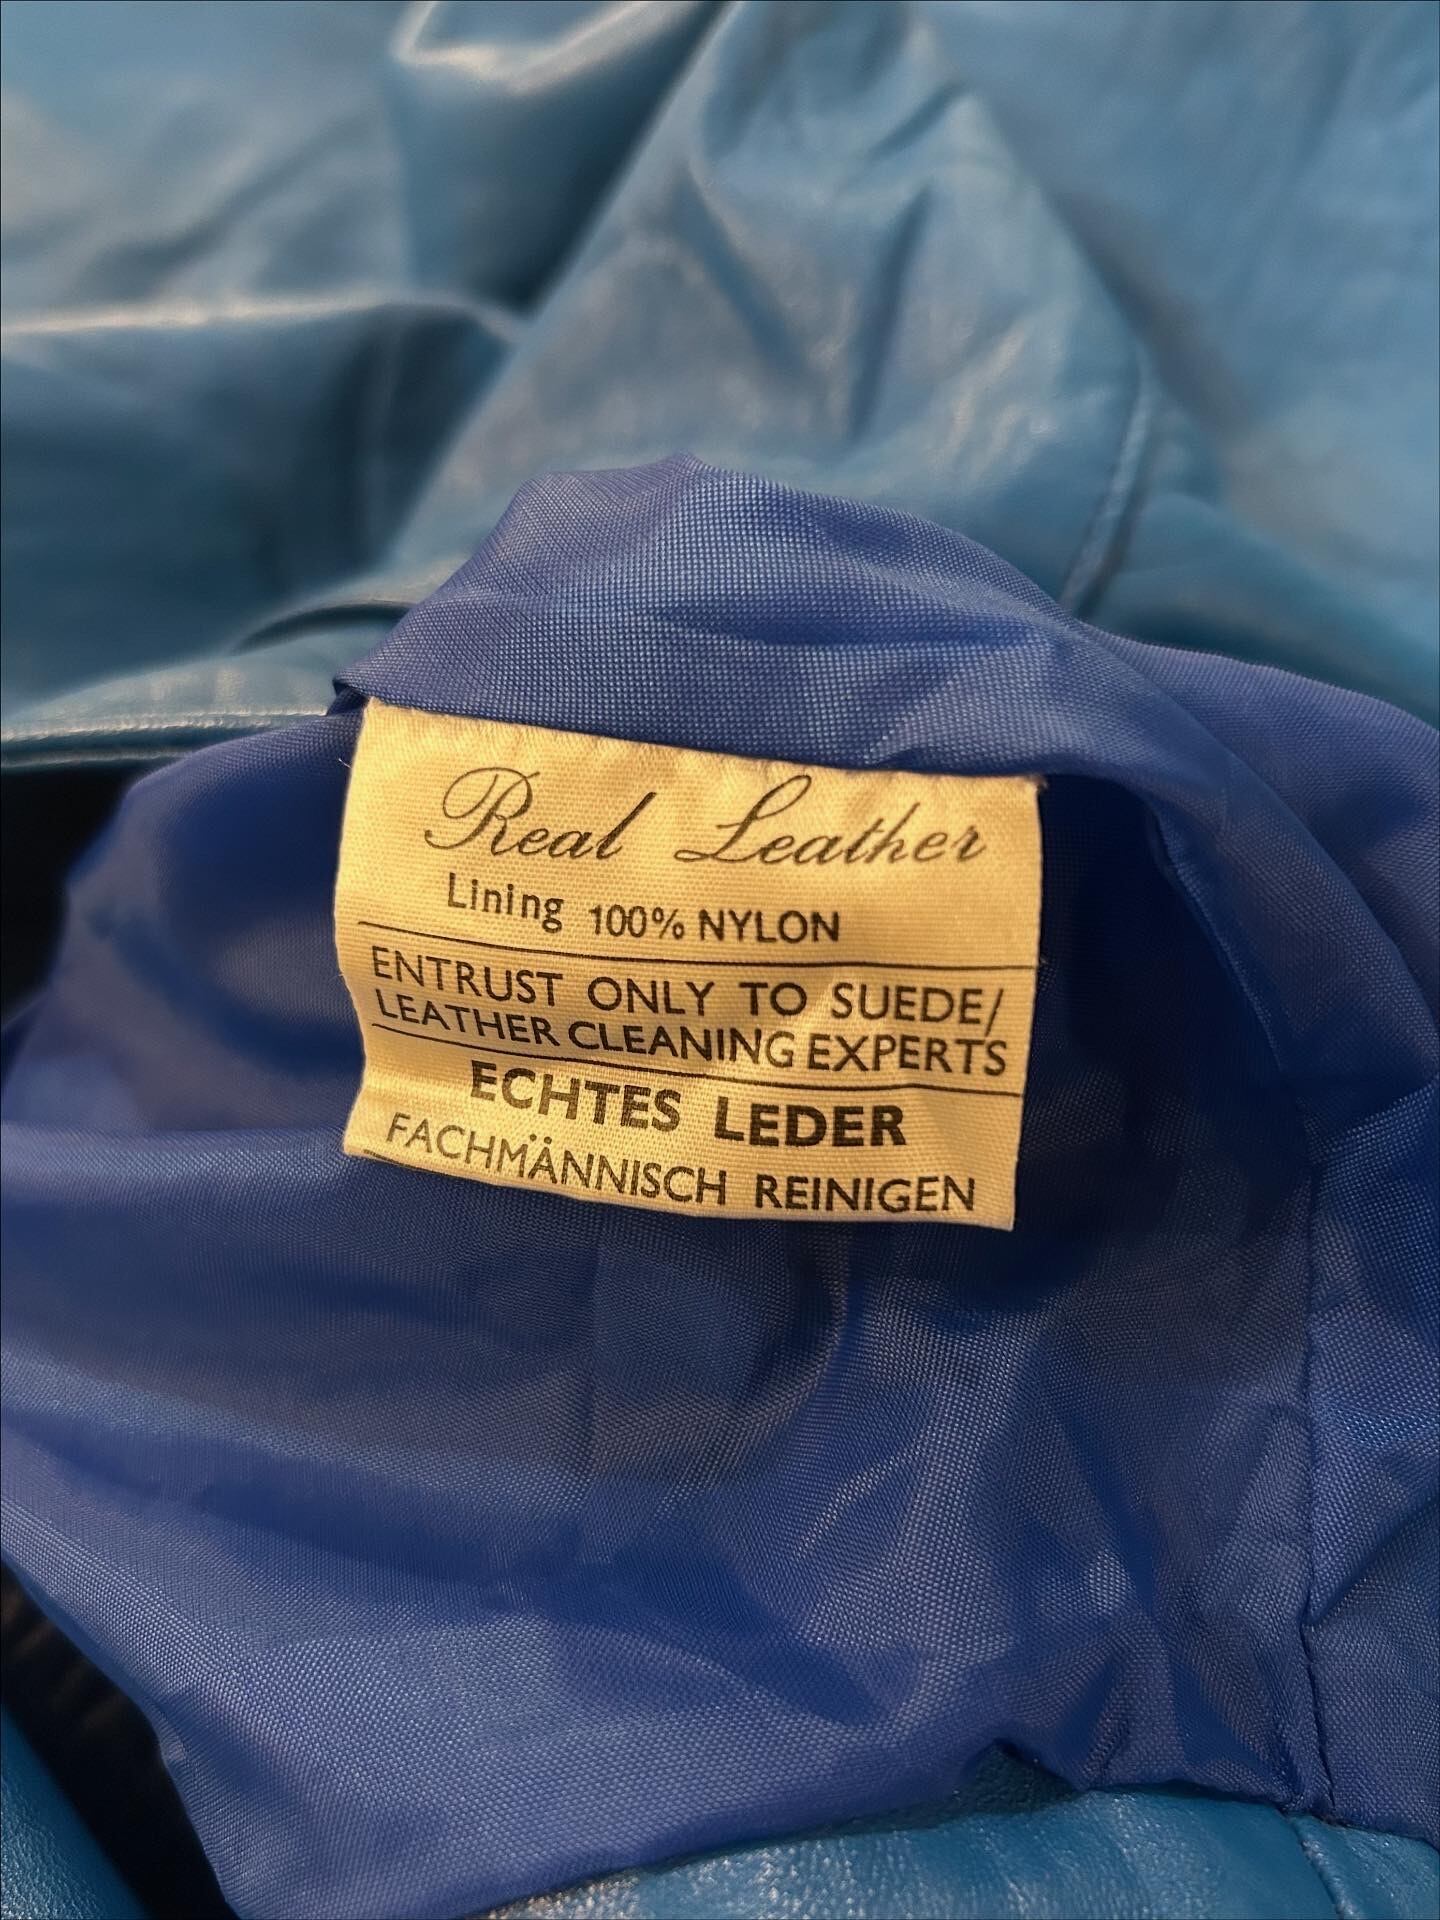 Real Leather
Lining 100% NYLON
ENTRUST ONLY TO SUEDE/
LEATHER CLEANING EXPERTS
ECHTES LEDER
FACHMÄNNISCH REINIGEN